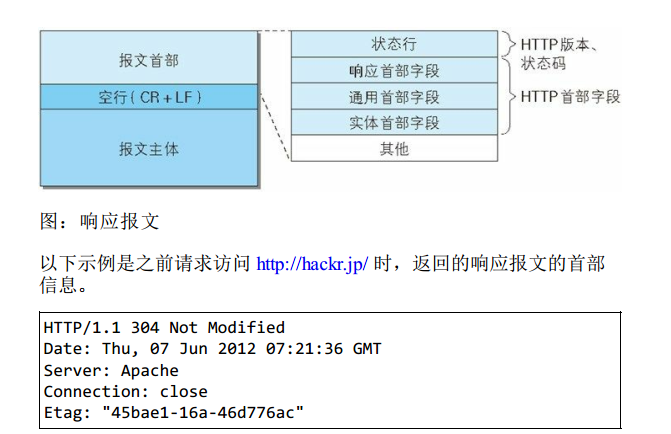 报文首部
空行（CR＋LF）
报文主体
状态行
响应首部字段
通用首部字段
实体首部字段
其他
HTTP版本、
状态码
HTTP首部字段
图：响应报文
以下示例是之前请求访问 http://hackr.jp/ 时，返回的响应报文的首部
信息。
HTTP/1.1 304 Not Modified
Date: Thu, 07 Jun 2012 07:21:36 GMT
Server: Apache
Connection: close
Etag: "45bae1-16a-46d776ac"